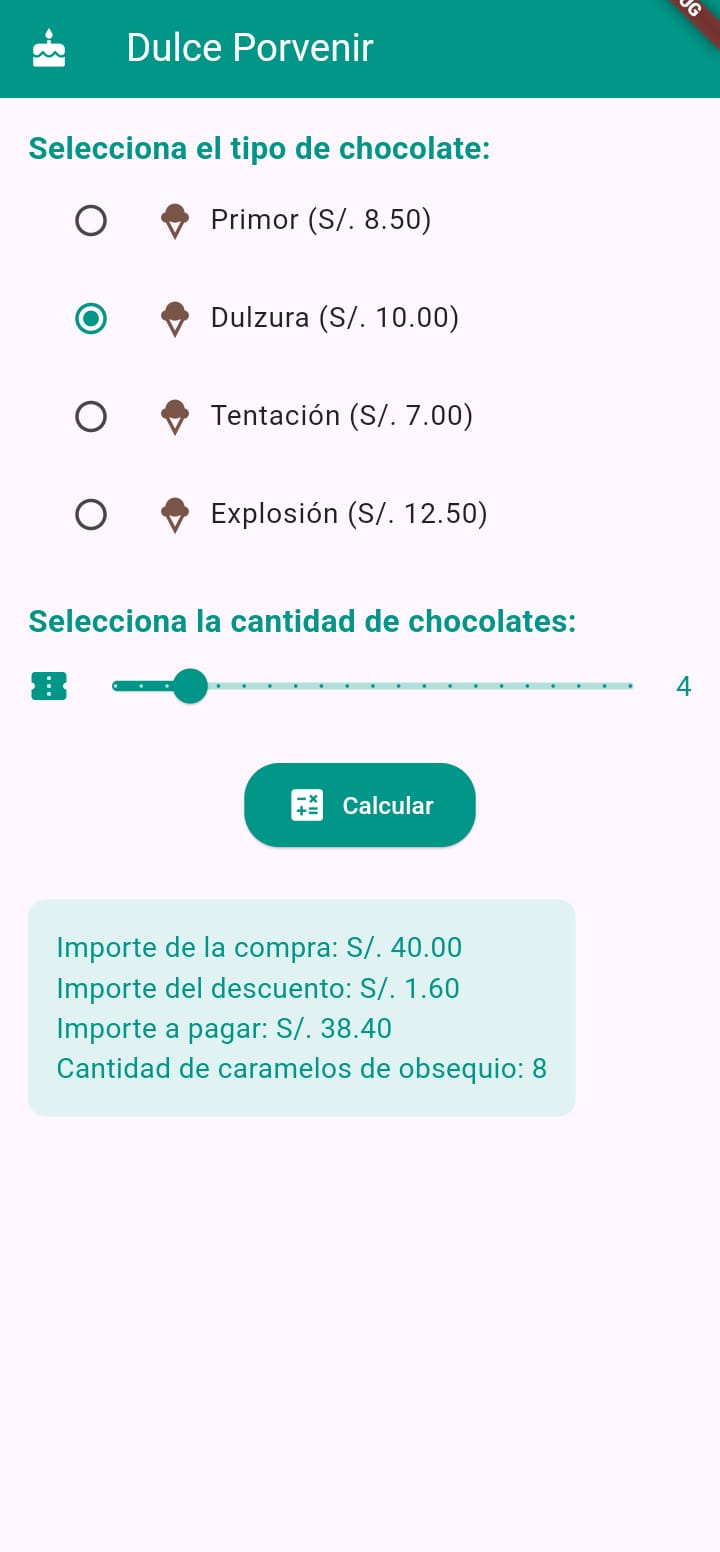 Dulce Porvenir
Selecciona el tipo de chocolate:
Primor (S/. 8.50)
Dulzura (S/. 10.00)
Tentación (S/. 7.00)
Explosión (S/. 12.50)
Selecciona la cantidad de chocolates:
4
Calcular
Importe de la compra: S/. 40.00
Importe del descuento: S/. 1.60
Importe a pagar: S/. 38.40
Cantidad de caramelos de obsequio: 8